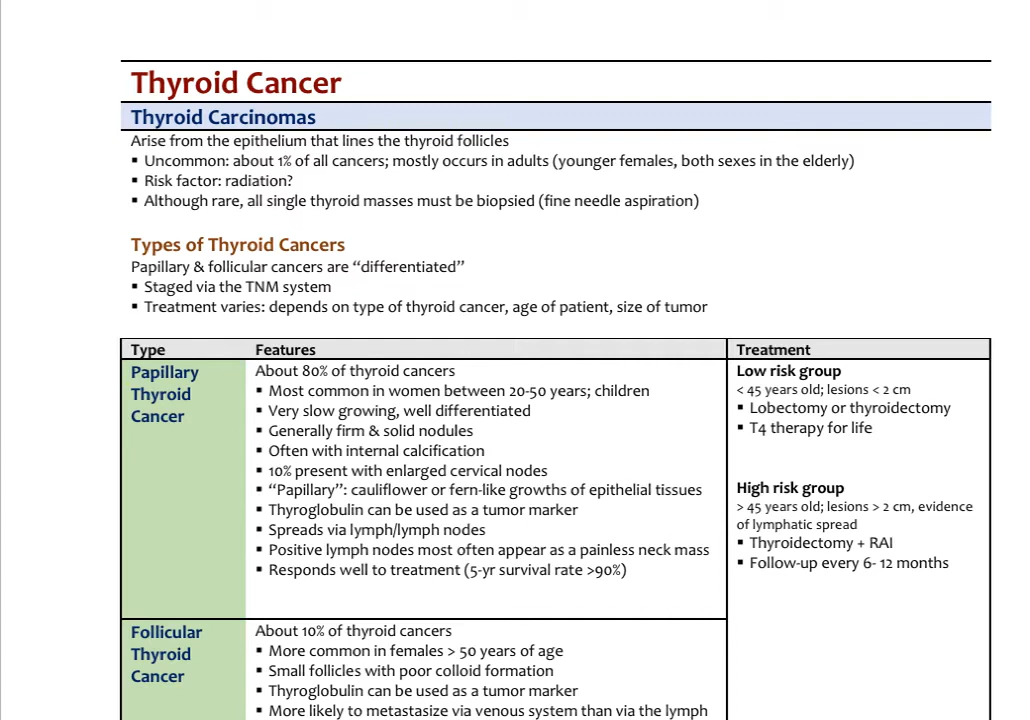 Thyroid Cancer
Thyroid Carcinomas
Arise from the epithelium that lines the thyroid follicles
▪ Uncommon: about 1% of all cancers; mostly occurs in adults (younger females, both sexes in the elderly)
▪ Risk factor: radiation?
▪ Although rare, all single thyroid masses must be biopsied (fine needle aspiration)
Types of Thyroid Cancers
Papillary & follicular cancers are “differentiated”
▪ Staged via the TNM system
▪ Treatment varies: depends on type of thyroid cancer, age of patient, size of tumor
Type Features Treatment
Papillary
Thyroid
Cancer
About 80% of thyroid cancers
▪ Most common in women between 20-50 years; children
▪ Very slow growing, well differentiated
▪ Generally firm & solid nodules
▪ Often with internal calcification
▪ 10% present with enlarged cervical nodes
▪ “Papillary”: cauliflower or fern-like growths of epithelial tissues
▪ Thyroglobulin can be used as a tumor marker
▪ Spreads via lymph/lymph nodes
▪ Positive lymph nodes most often appear as a painless neck mass
▪ Responds well to treatment (5-yr survival rate >90%)
Low risk group
< 45 years old; lesions < 2 cm
▪ Lobectomy or thyroidectomy
▪ T4 therapy for life
High risk group
> 45 years old; lesions > 2 cm, evidence
of lymphatic spread
▪ Thyroidectomy + RAI
▪ Follow-up every 6- 12 months
Follicular
Thyroid
Cancer
About 10% of thyroid cancers
▪ More common in females > 50 years of age
▪ Small follicles with poor colloid formation
▪ Thyroglobulin can be used as a tumor marker
▪ More likely to metastasize via venous system than via the lymph